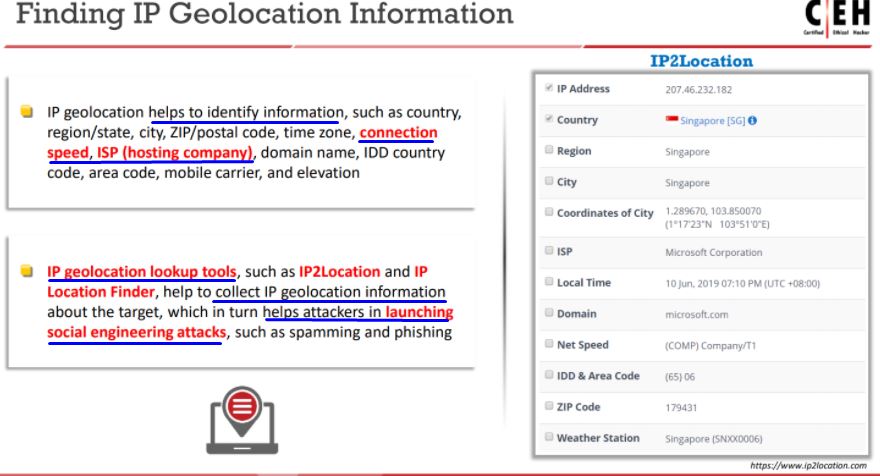 Finding IP Geolocation Information
C|EH
Certified Ethical Hacker
IP geolocation helps to identify information, such as country,
region/state, city, ZIP/postal code, time zone, connection
speed, ISP (hosting company), domain name, IDD country
code, area code, mobile carrier, and elevation
IP geolocation lookup tools, such as IP2Location and IP
Location Finder, help to collect IP geolocation information
about the target, which in turn helps attackers in launching
social engineering attacks, such as spamming and phishing
IP2Location
IP Address 207.46.232.182
Country Singapore [SG]
Region Singapore
City Singapore
Coordinates of City 1.289670, 103.850070
(1°17'23"N 103°51'0"E)
ISP Microsoft Corporation
Local Time 10 Jun, 2019 07:10 PM (UTC +08:00)
Domain microsoft.com
Net Speed (COMP) Company/T1
IDD & Area Code (65) 06
ZIP Code 179431
Weather Station Singapore (SNXX0006)
https://www.ip2location.com